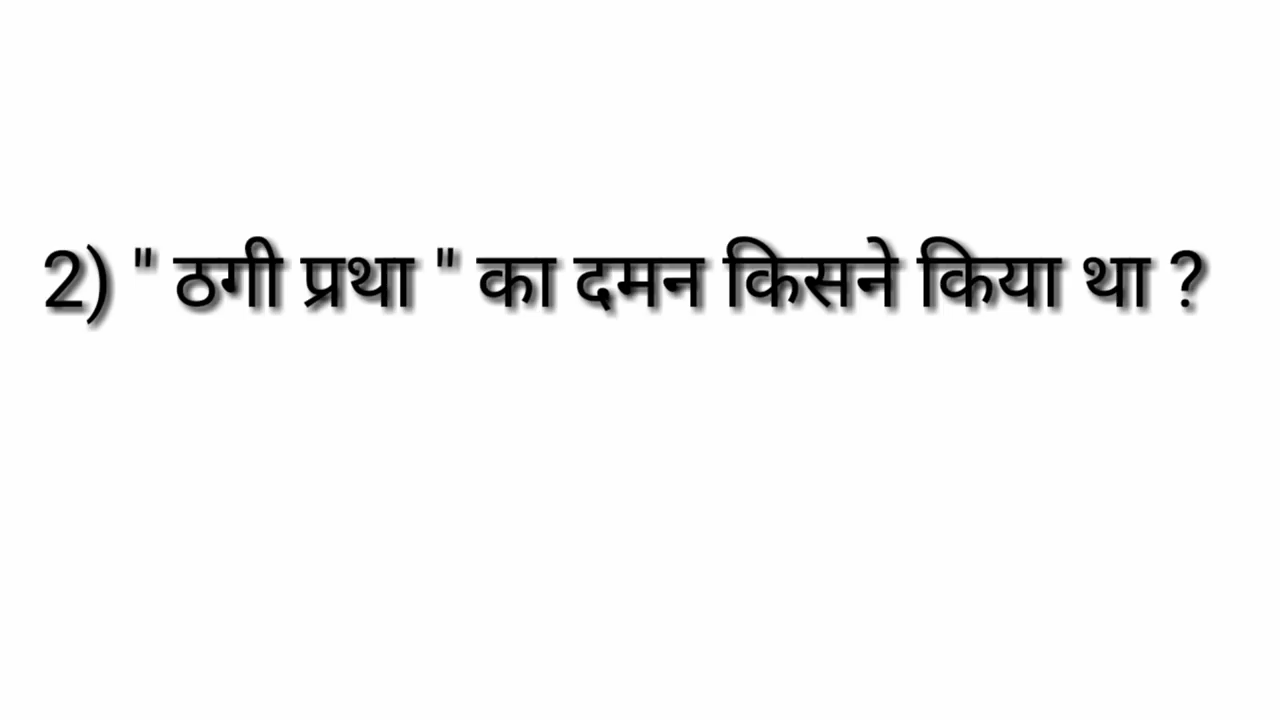 2) " ठगी प्रथा " का दमन किसने किया था ?